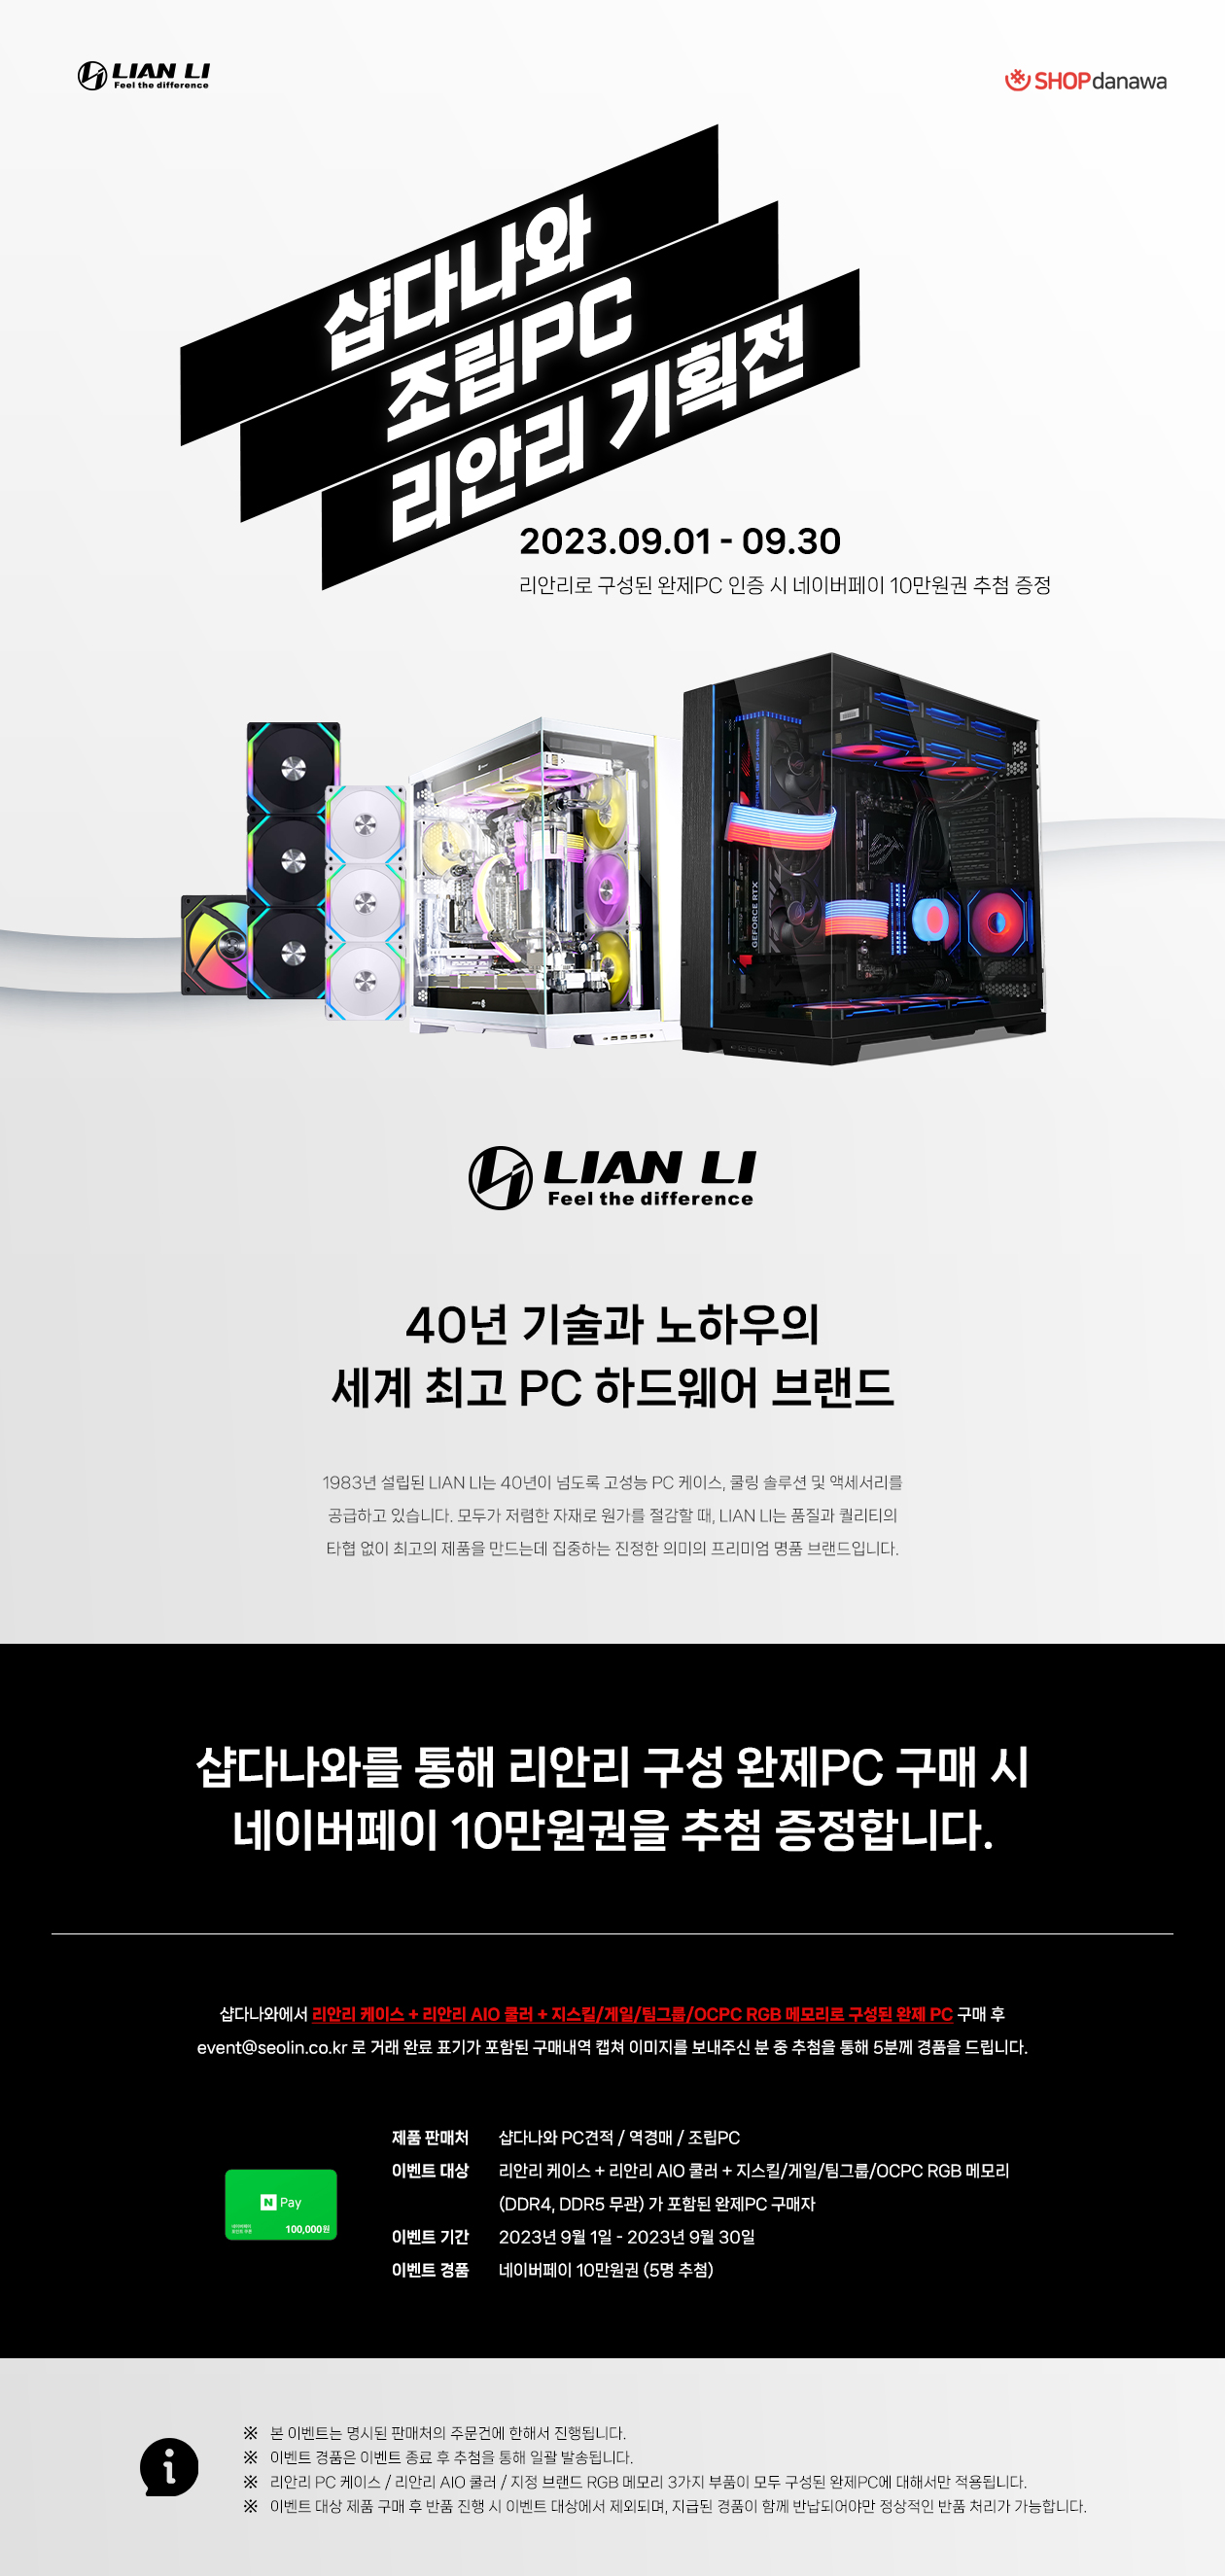 LIAN LI
Feel the difference
SHOPdanawa
샵다나와
조립PC
리안리 기획전
2023.09.01 - 09.30
리안리로 구성된 완제PC 인증 시 네이버페이 10만원권 추첨 증정
GEFORCE RTX
LIAN LI
Feel the difference
40년 기술과 노하우의
세계 최고 PC 하드웨어 브랜드
1983년 설립된 LIAN LI는 40년이 넘도록 고성능 PC 케이스, 쿨링 솔루션 및 액세서리를
공급하고 있습니다. 모두가 저렴한 자재로 원가를 절감할 때, LIAN LI는 품질과 퀄리티의
타협 없이 최고의 제품을 만드는데 집중하는 진정한 의미의 프리미엄 명품 브랜드입니다.
샵다나와를 통해 리안리 구성 완제PC 구매 시
네이버페이 10만원권을 추첨 증정합니다.
샵다나와에서 리안리 케이스 + 리안리 AIO 쿨러 + 지스킬/게일/팀그룹/OCPC RGB 메모리로 구성된 완제 PC 구매 후
event@seolin.co.kr 로 거래 완료 표기가 포함된 구매내역 캡쳐 이미지를 보내주신 분 중 추첨을 통해 5분께 경품을 드립니다.
제품 판매처 샵다나와 PC견적 / 역경매 / 조립PC
이벤트 대상 리안리 케이스 + 리안리 AIO 쿨러 + 지스킬/게일/팀그룹/OCPC RGB 메모리
(DDR4, DDR5 무관) 가 포함된 완제PC 구매자
이벤트 기간 2023년 9월 1일 - 2023년 9월 30일
이벤트 경품 네이버페이 10만원권 (5명 추첨)
N Pay
네이버페이
포인트 쿠폰
100,000원
※ 본 이벤트는 명시된 판매처의 주문건에 한해서 진행됩니다.
※ 이벤트 경품은 이벤트 종료 후 추첨을 통해 일괄 발송됩니다.
※ 리안리 PC 케이스 / 리안리 AIO 쿨러 / 지정 브랜드 RGB 메모리 3가지 부품이 모두 구성된 완제PC에 대해서만 적용됩니다.
※ 이벤트 대상 제품 구매 후 반품 진행 시 이벤트 대상에서 제외되며, 지급된 경품이 함께 반납되어야만 정상적인 반품 처리가 가능합니다.